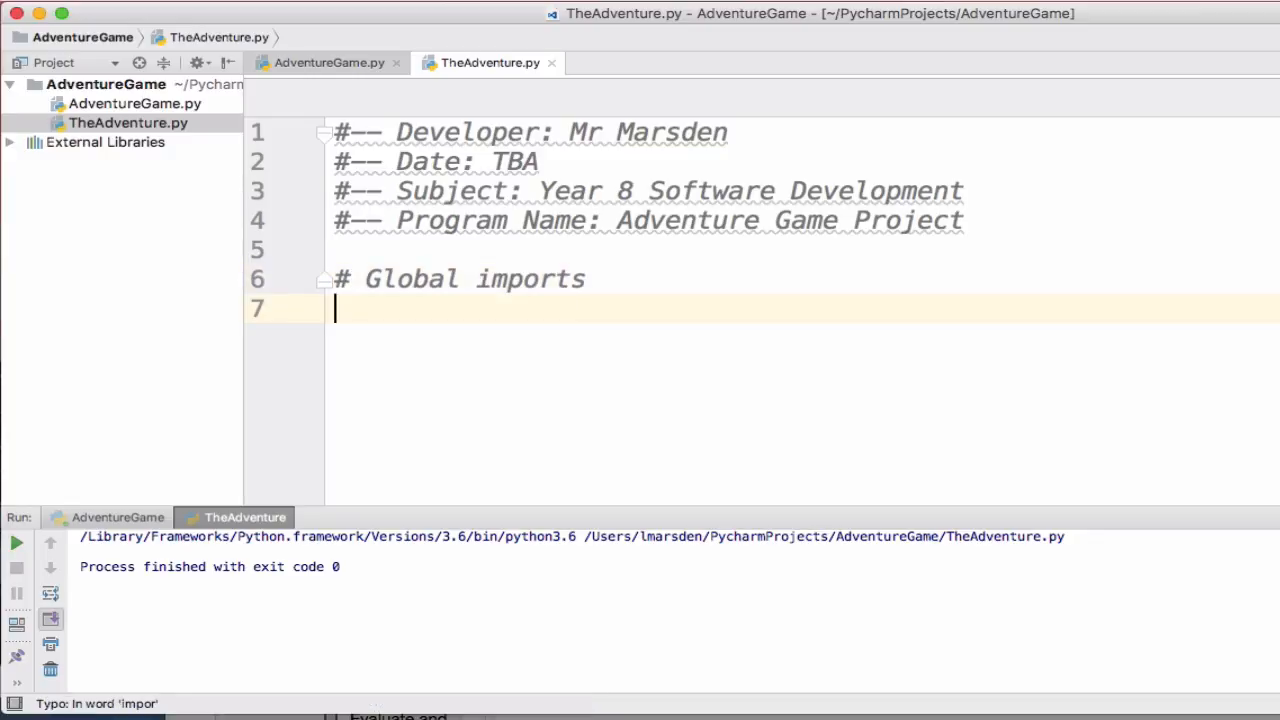 TheAdventure.py - AdventureGame - [~/PycharmProjects/AdventureGame]
AdventureGame TheAdventure.py
Project AdventureGame.py TheAdventure.py
AdventureGame ~/Pycharm
AdventureGame.py
TheAdventure.py
External Libraries
1 #-- Developer: Mr Marsden
2 #-- Date: TBA
3 #-- Subject: Year 8 Software Development
4 #-- Program Name: Adventure Game Project
5
6 # Global imports
7
Run: AdventureGame TheAdventure
/Library/Frameworks/Python.framework/Versions/3.6/bin/python3.6 /Users/lmarsden/PycharmProjects/AdventureGame/TheAdventure.py
Process finished with exit code 0
Typo: In word 'impor'
Evaluate and